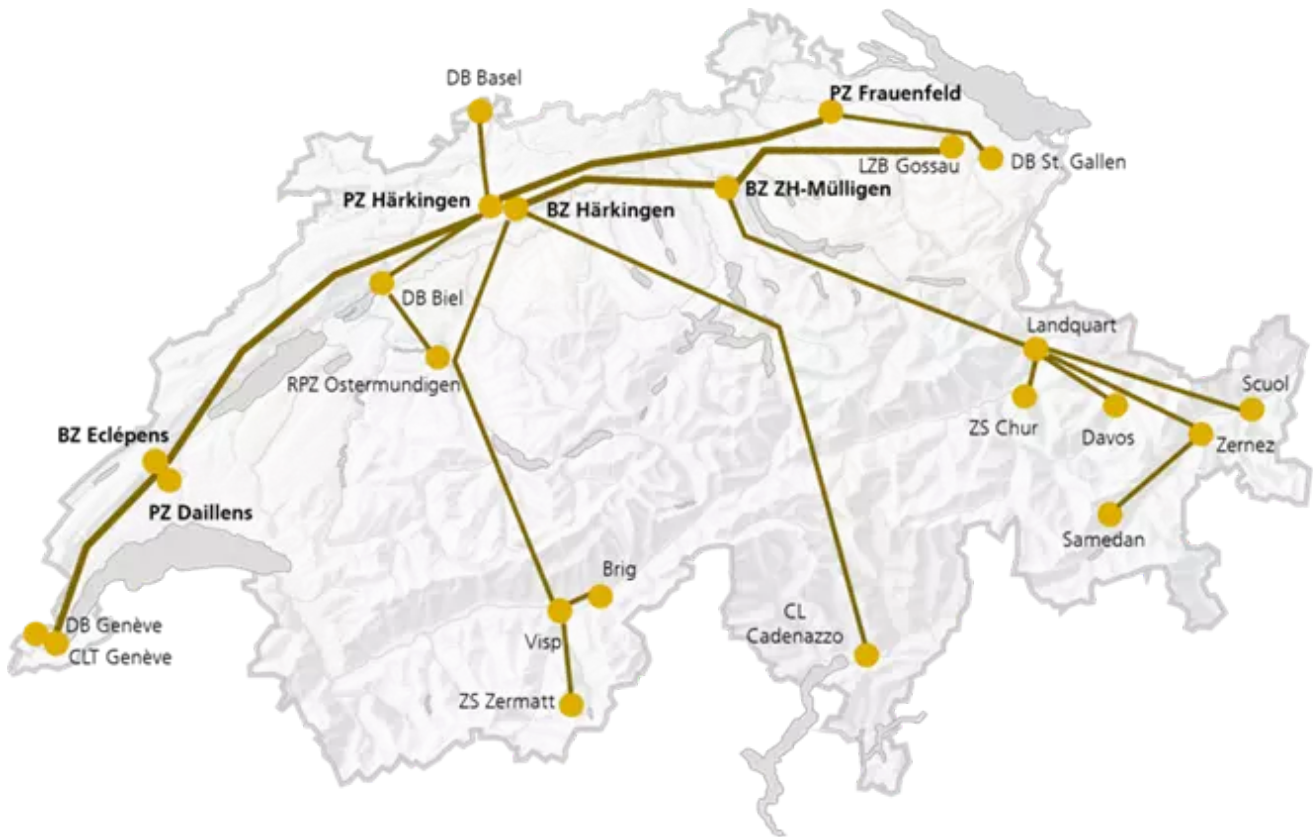 DB Basel
PZ Frauenfeld
LZB Gossau
DB St. Gallen
BZ ZH-Mülligen
PZ Härkingen
BZ Härkingen
DB Biel
Landquart
RPZ Ostermundigen
Scuol
ZS Chur
Davos
Zernez
BZ Eclépens
PZ Daillens
Samedan
Brig
CL
Cadenazzo
DB Genève
Visp
CLT Genève
ZS Zermatt